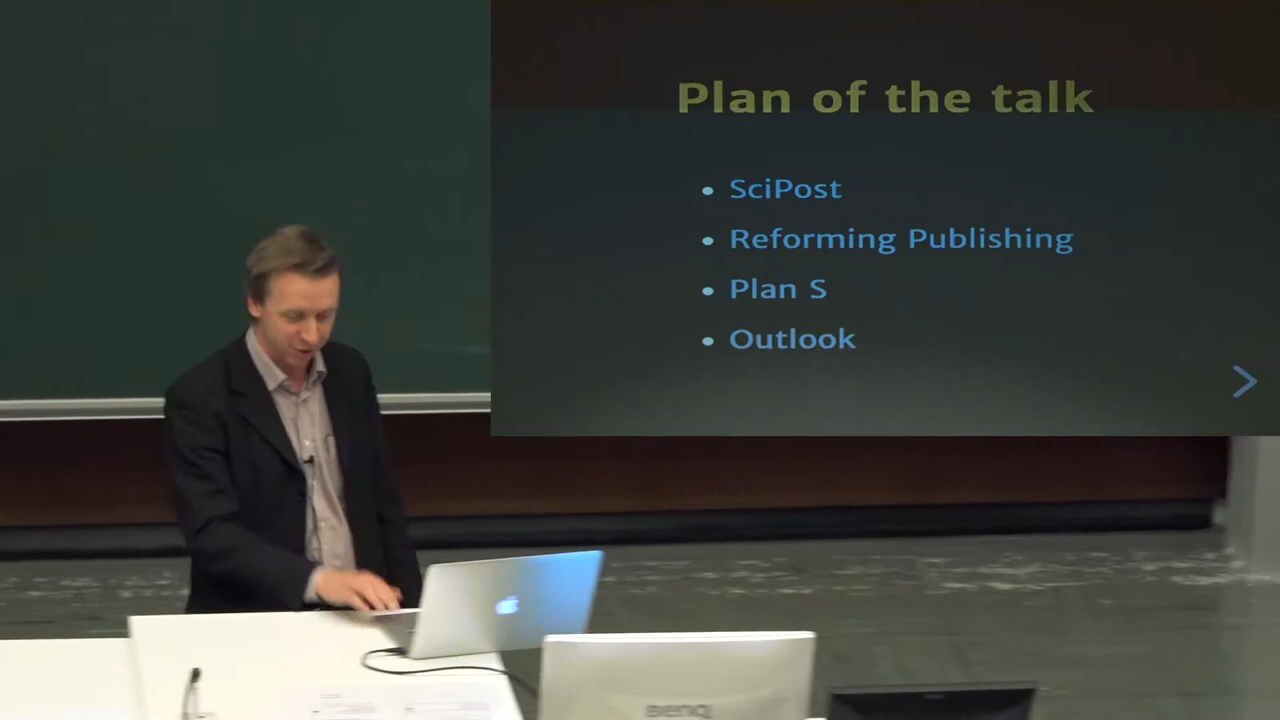 Plan of the talk
• SciPost
• Reforming Publishing
• Plan S
• Outlook
BenQ